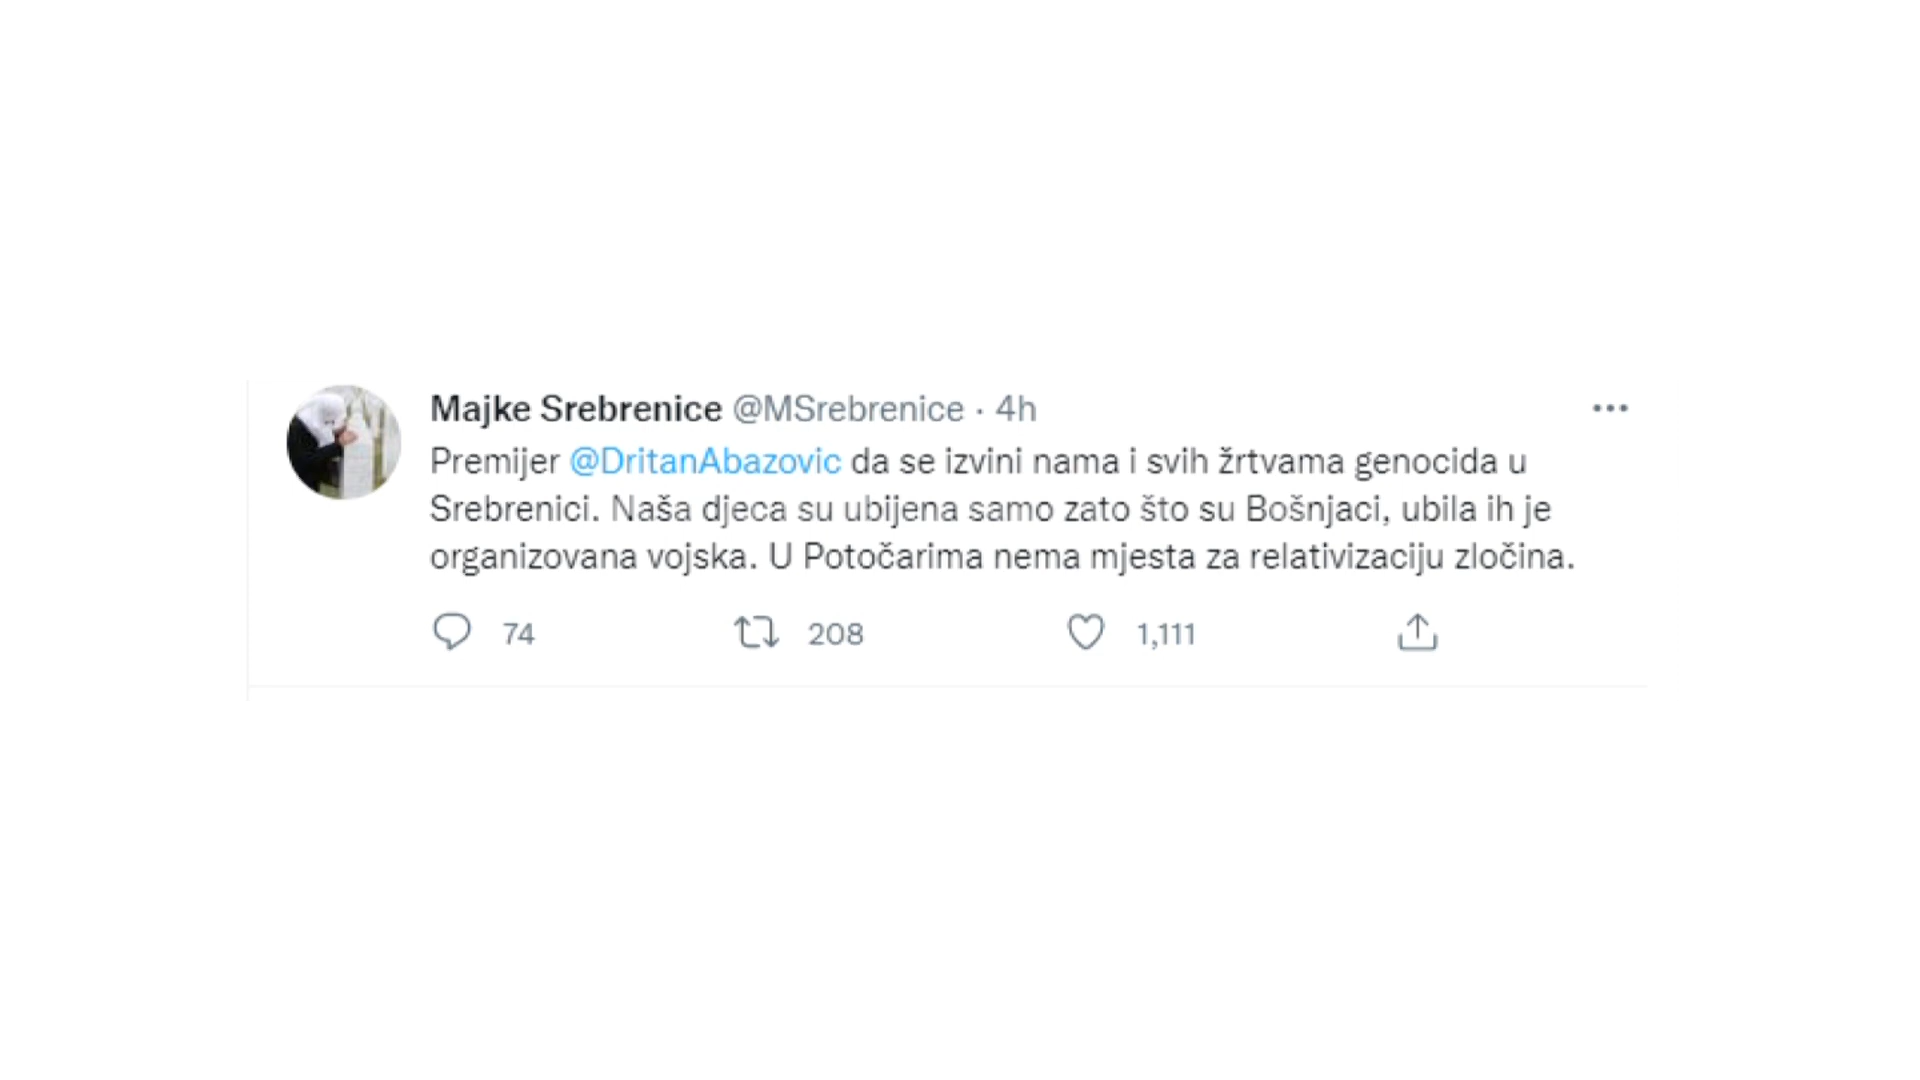 Majke Srebrenice @MSrebrenice · 4h
Premijer @DritanAbazovic da se izvini nama i svih žrtvama genocida u
Srebrenici. Naša djeca su ubijena samo zato što su Bošnjaci, ubila ih je
organizovana vojska. U Potočarima nema mjesta za relativizaciju zločina.
74 208 1,111